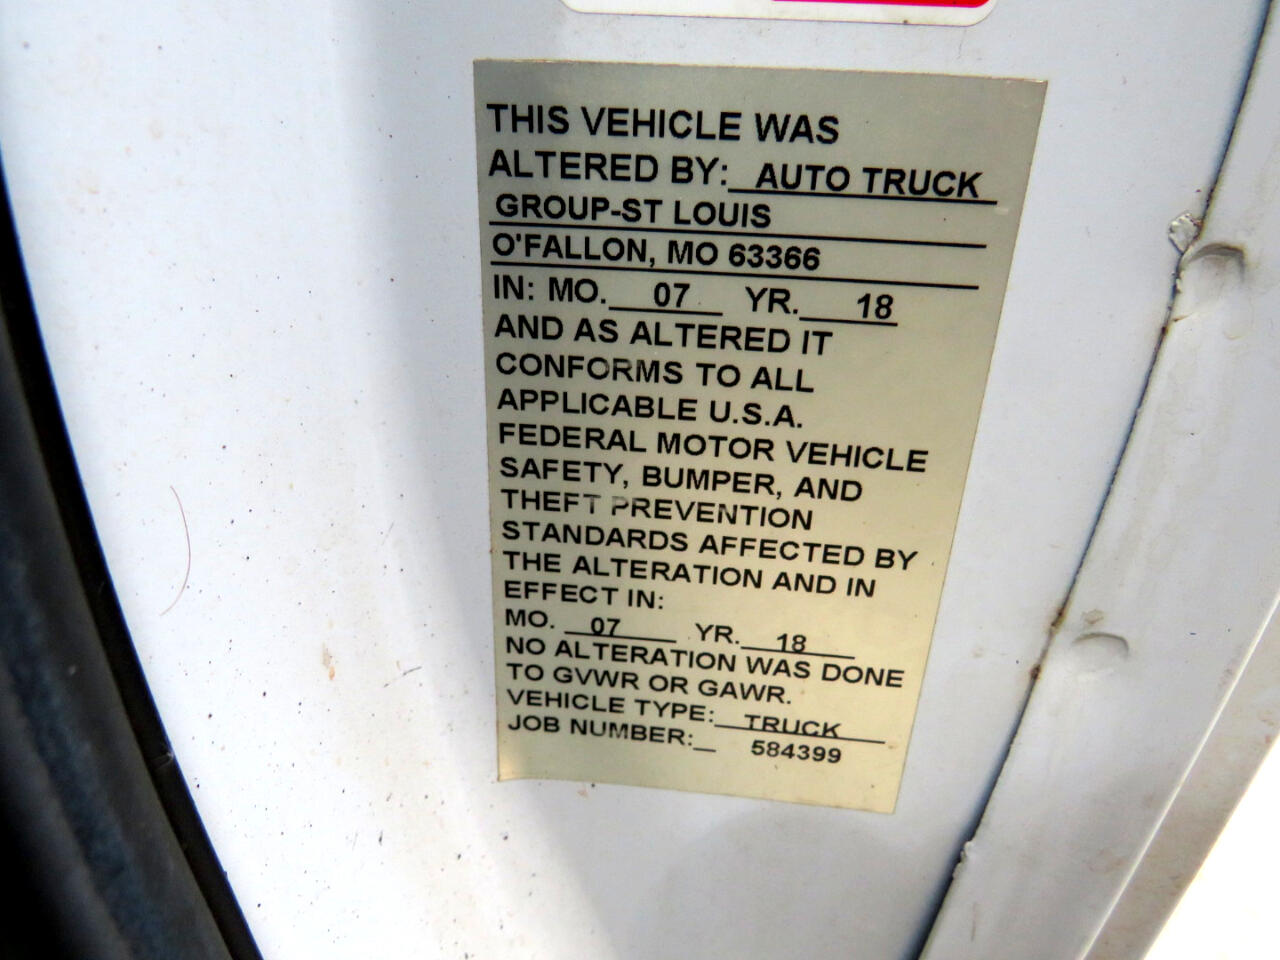 THIS VEHICLE WAS
ALTERED BY: AUTO TRUCK
GROUP-ST LOUIS
O'FALLON, MO 63366
IN: MO. 07 YR. 18
AND AS ALTERED IT
CONFORMS TO ALL
APPLICABLE U.S.A.
FEDERAL MOTOR VEHICLE
SAFETY, BUMPER, AND
THEFT PREVENTION
STANDARDS AFFECTED BY
THE ALTERATION AND IN
EFFECT IN:
MO. 07 YR. 18
NO ALTERATION WAS DONE
TO GVWR OR GAWR.
VEHICLE TYPE: TRUCK
JOB NUMBER: 584399